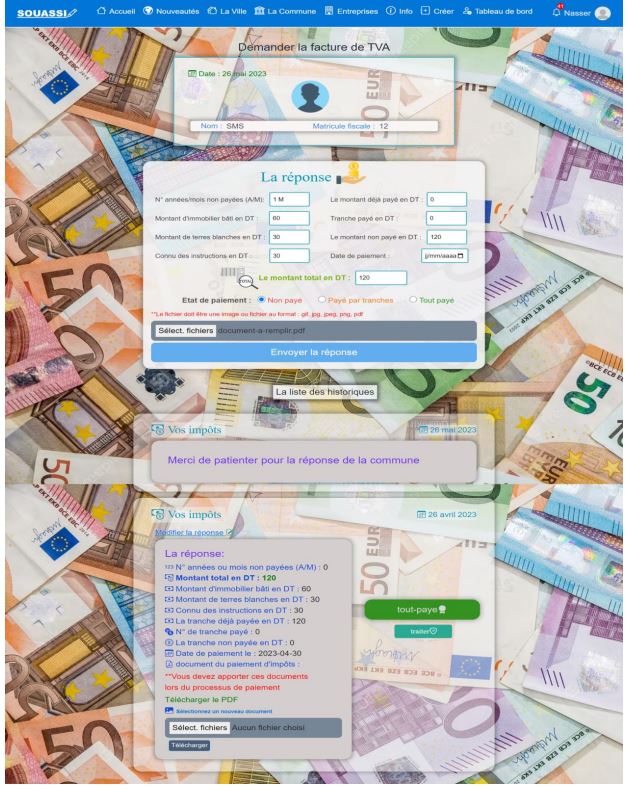 SOUASSI
Accueil Nouveautés La Ville La Commune Entreprises Info Créer Tableau de bord Nasser
Demander la facture de TVA
Date : 26 mai 2023
Nom : SMS Matricule fiscale : 12
La réponse
N° années/mois non payées (A/M): 1 M Le montant déjà payé en DT : 0
Montant d'immobilier bâti en DT : 60 Tranche payé en DT : 0
Montant de terres blanches en DT : 30 Le montant non payé en DT : 120
Connu des instructions en DT : 30 Date de paiement : jj/mm/aaaa
TOTAL Le montant total en DT : 120
Etat de paiement : Non paye Payé par tranches Tout payé
**Le fichier doit être une image ou fichier au format : gif, jpg, jpeg, png, pdf
Sélect. fichiers document-a-remplir.pdf
Envoyer la réponse
La liste des historiques
Vos impôts 26 mai 2023
Merci de patienter pour la réponse de la commune
Vos impôts 26 avril 2023
Modifier la réponse
La réponse:
N° années ou mois non payées (A/M) : 0
Montant total en DT : 120
Montant d'immobilier bâti en DT : 60
Montant de terres blanches en DT : 30
Connu des instructions en DT : 30
La tranche déjà payée en DT : 120
N° de tranche payé : 0
La tranche non payée en DT : 0
Date de paiement le : 2023-04-30
document du paiement d'impôts :
**Vous devez apporter ces documents
lors du processus de paiement
Télécharger le PDF
Sélectionnez un nouveau document
Sélect. fichiers Aucun fichier choisi
Télécharger
tout-paye
traiter